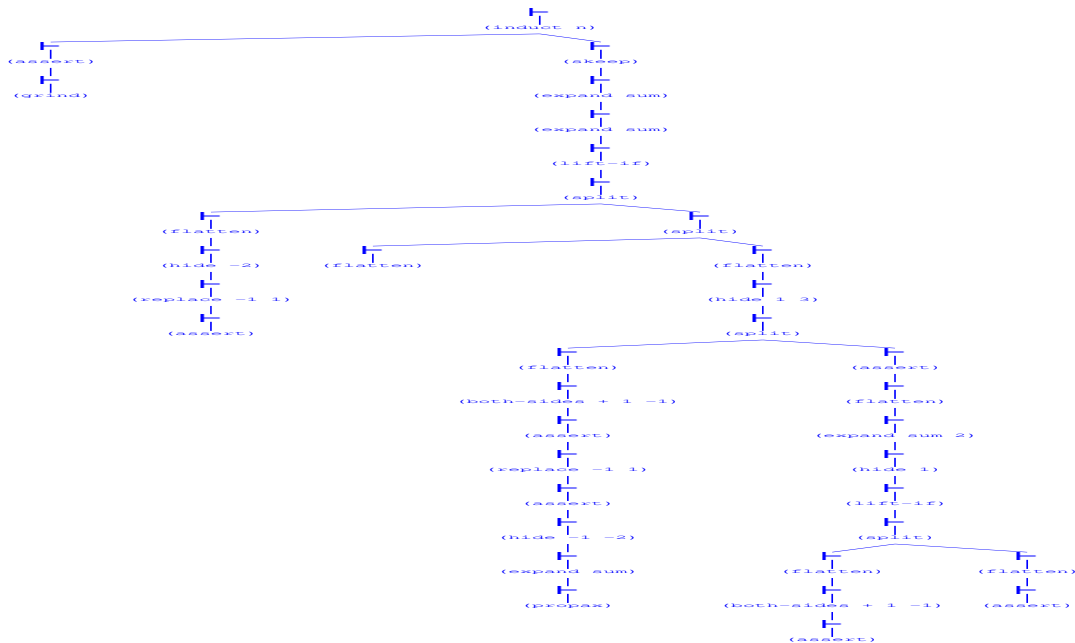 (induct n)
(assert) (skeep)
(grind) (expand sum)
(expand sum)
(lift-if)
(split)
(flatten) (split)
(hide -2) (flatten) (flatten)
(replace -1 1) (hide 1 2)
(assert) (split)
(flatten) (assert)
(both-sides + 1 -1) (flatten)
(assert) (expand sum 2)
(replace -1 1) (hide 1)
(assert) (lift-if)
(hide -1 -2) (split)
(expand sum) (flatten) (flatten)
(propax) (both-sides + 1 -1) (assert)
(assert)